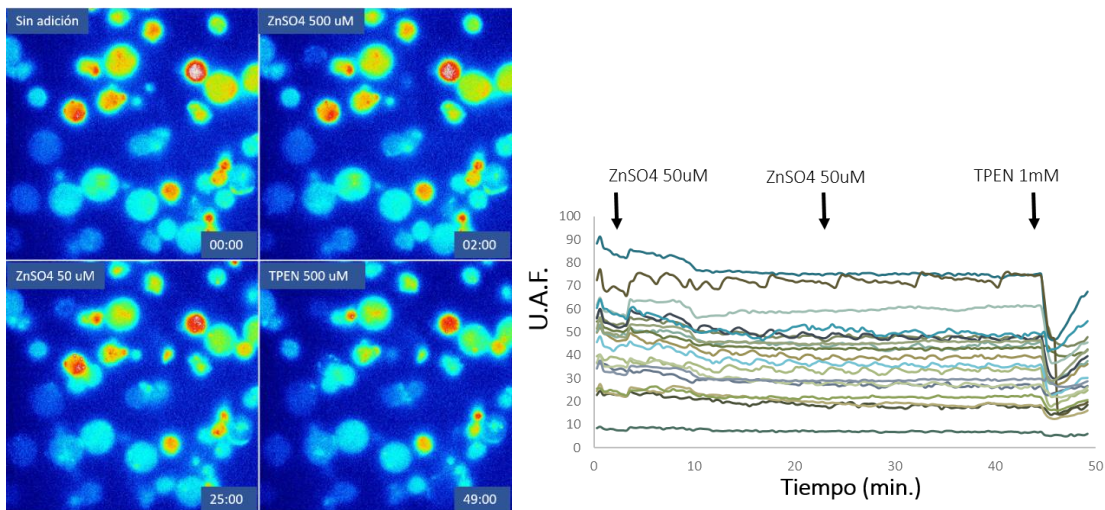 Sin adición
ZnSO4 500 uM
00:00
02:00
ZnSO4 50 uM
TPEN 500 uM
25:00
49:00
ZnSO4 50uM
ZnSO4 50uM
TPEN 1mM
100
90
80
70
60
50
40
30
20
10
0
U.A.F.
0
10
20
30
40
50
Tiempo (min.)